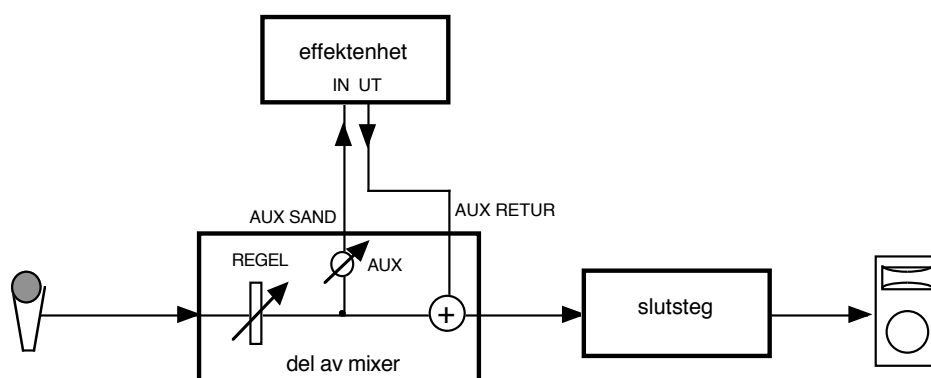 effektenhet
IN UT
AUX SAND
AUX RETUR
REGEL
AUX
+
slutsteg
del av mixer